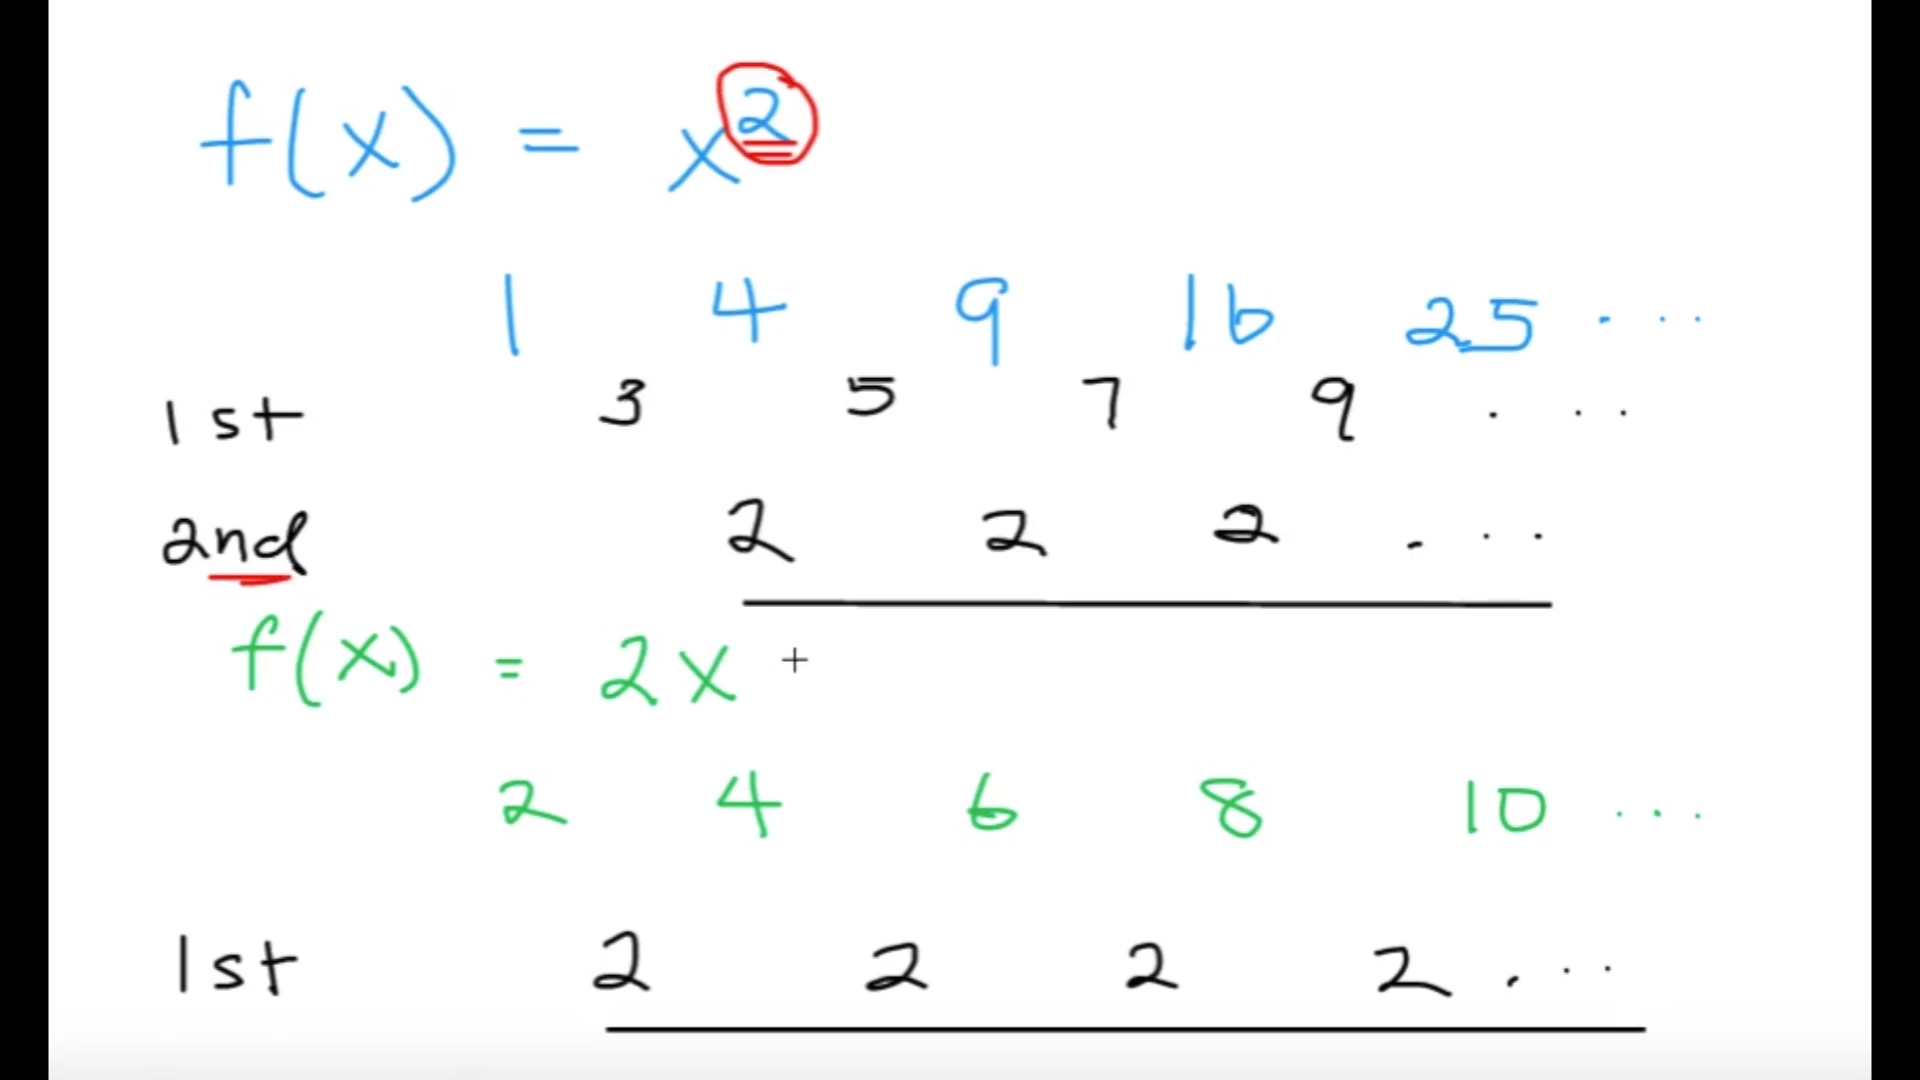 f(x) = x²
1 4 9 16 25 ...
1st 3 5 7 9 ...
2nd 2 2 2 ...
f(x) = 2x
2 4 6 8 10 ...
1st 2 2 2 2 ...